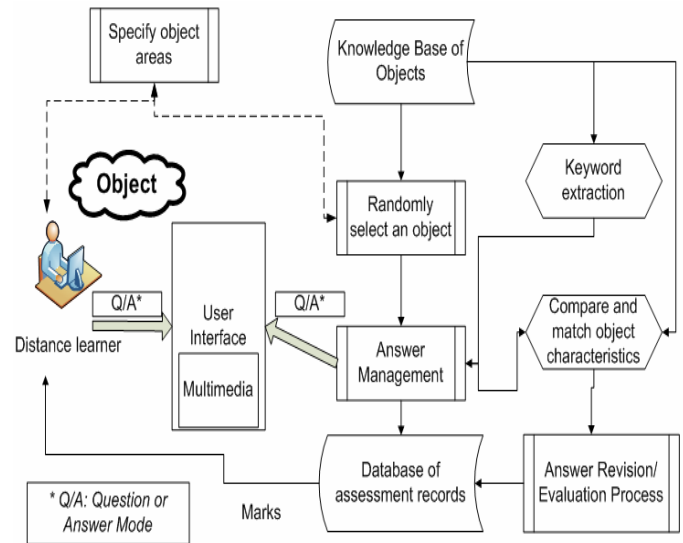 Specify object
areas
Knowledge Base of
Objects
Object
Keyword
extraction
Randomly
select an object
Q/A*
Q/A*
User
Interface
Compare and
match object
characteristics
Distance learner
Answer
Management
Multimedia
Database of
assessment records
Answer Revision/
Evaluation Process
* Q/A: Question or
Answer Mode
Marks